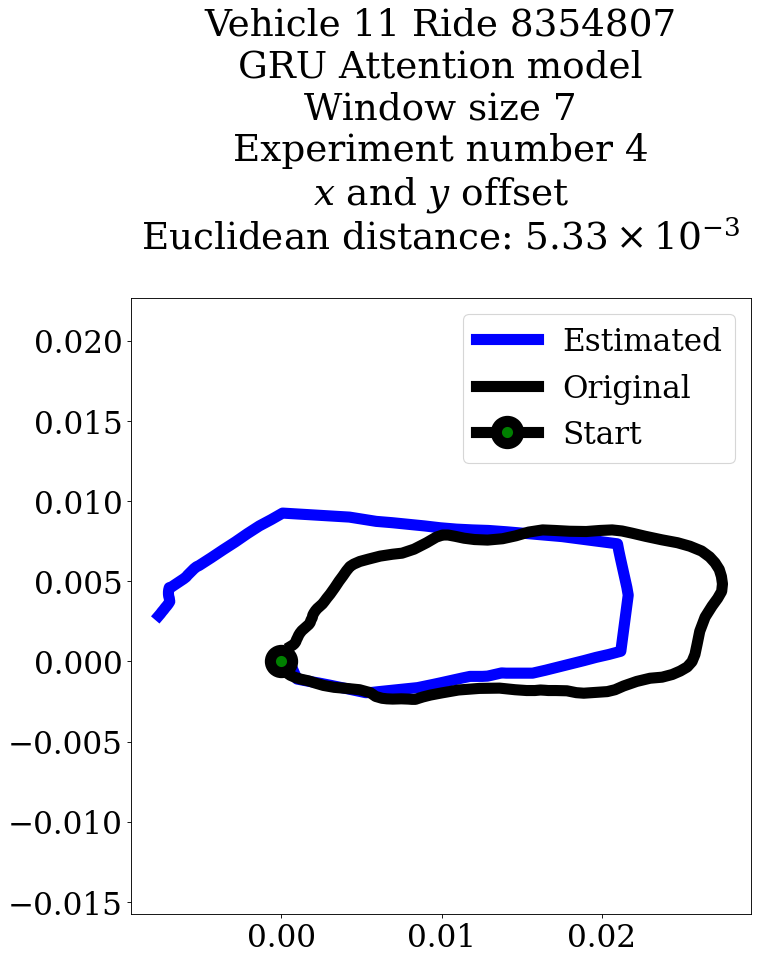 Vehicle 11 Ride 8354807
GRU Attention model
Window size 7
Experiment number 4
x and y offset
Euclidean distance: 5.33 × 10⁻³
Estimated
Original
Start
0.020
0.015
0.010
0.005
0.000
−0.005
−0.010
−0.015
0.00 0.01 0.02